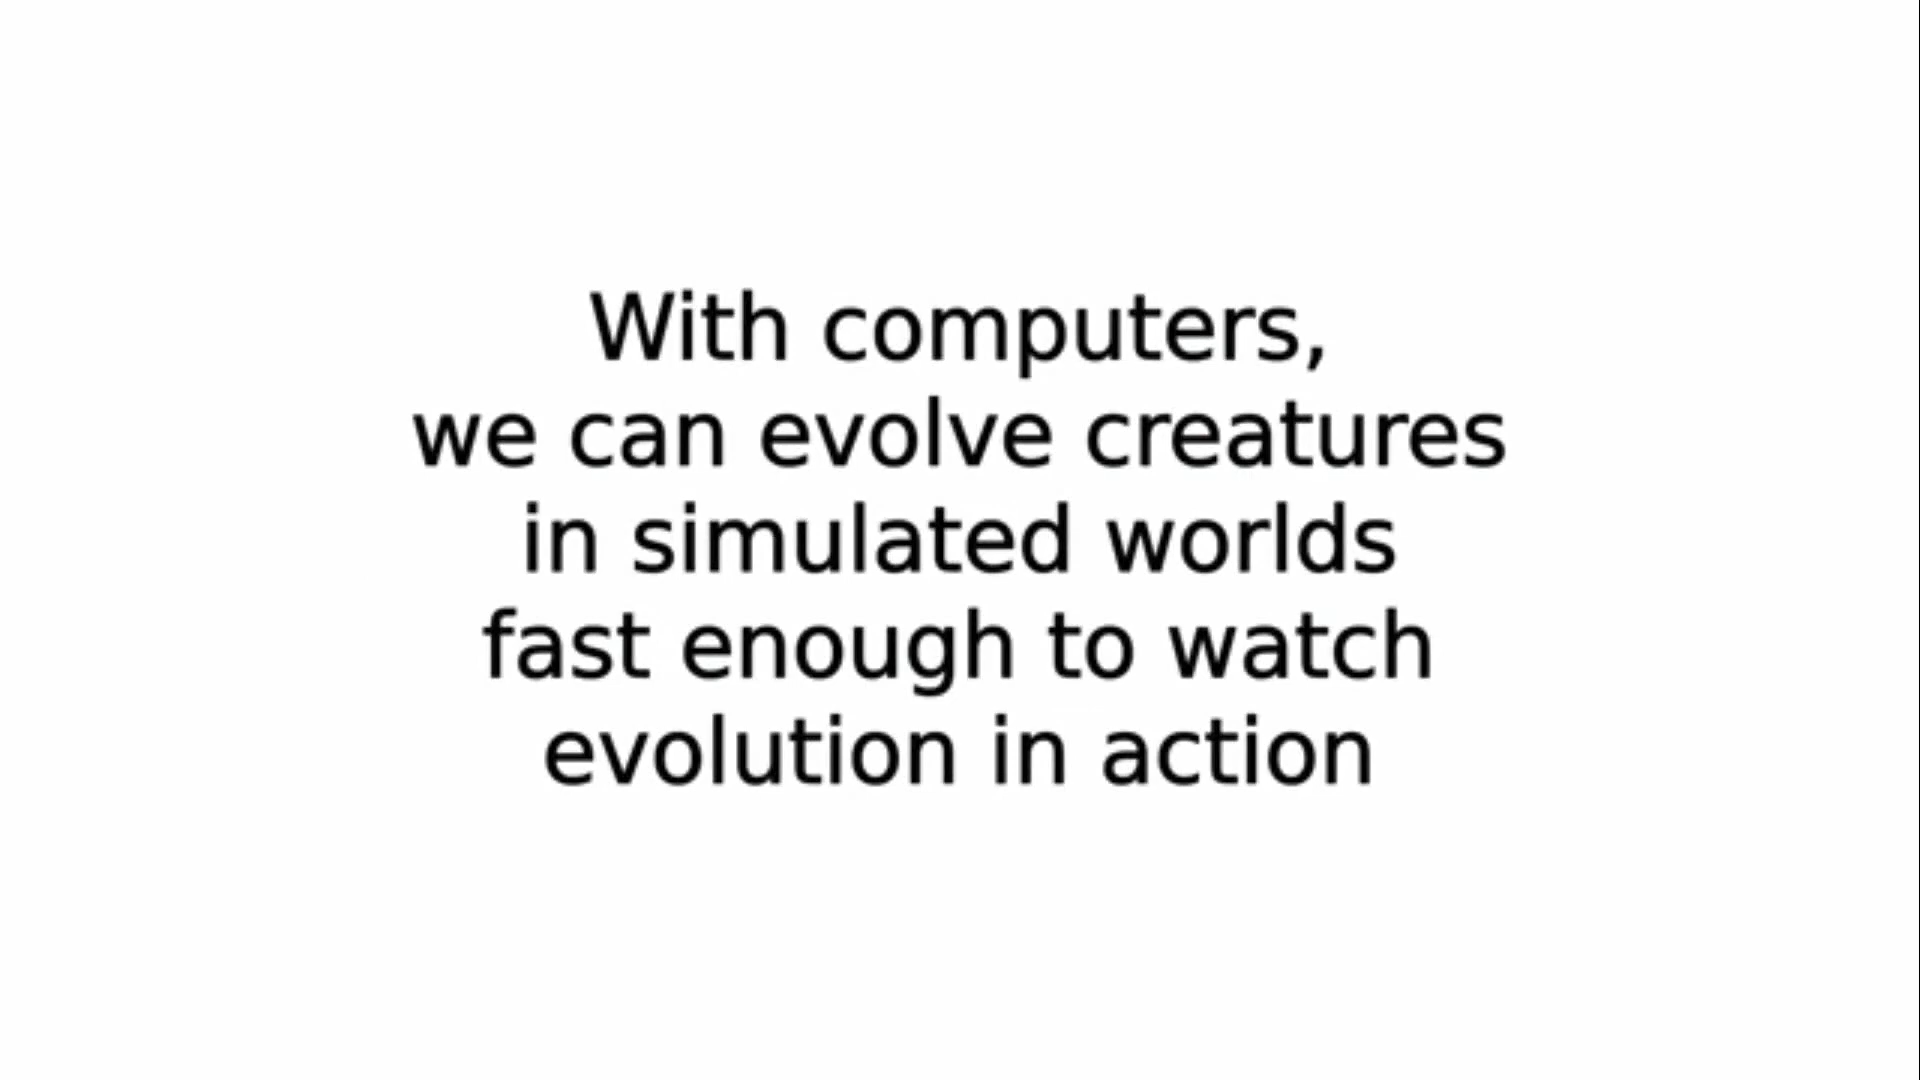 With computers,
we can evolve creatures
in simulated worlds
fast enough to watch
evolution in action